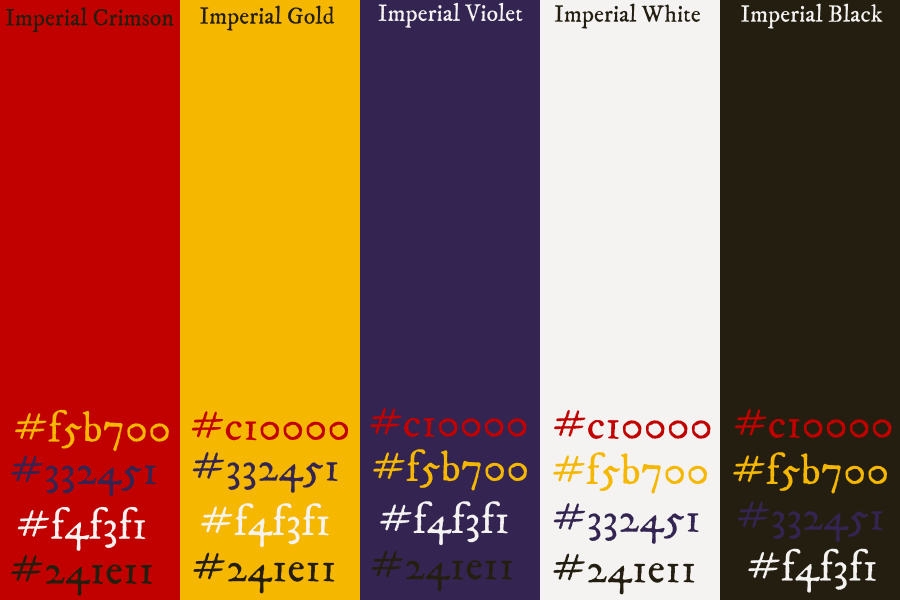 Imperial Crimson
#f5b700
#332451
#f4f3f1
#241e11
Imperial Gold
#c10000
#332451
#f4f3f1
#241e11
Imperial Violet
#c10000
#f5b700
#f4f3f1
#241e11
Imperial White
#c10000
#f5b700
#332451
#241e11
Imperial Black
#c10000
#f5b700
#332451
#f4f3f1